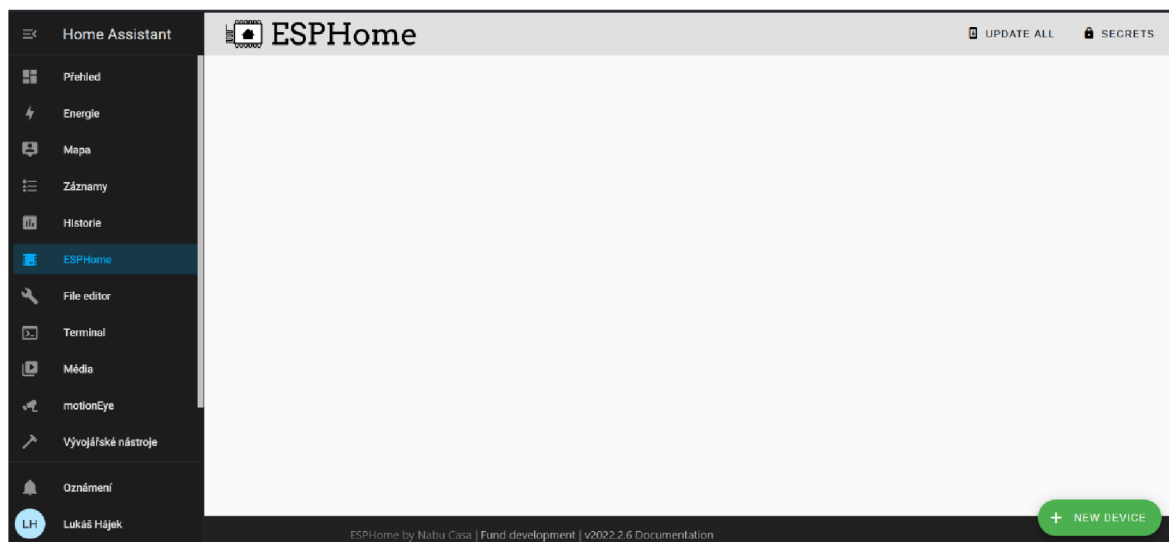 Home Assistant
ESPHome
UPDATE ALL
SECRETS
Přehled
Energie
Mapa
Záznamy
Historie
ESPHome
File editor
Terminal
Média
motionEye
Vývojářské nástroje
Oznámení
LH
Lukáš Hájek
+ NEW DEVICE
ESPHome by Nabu Casa | Fund development | v2022.2.6 Documentation